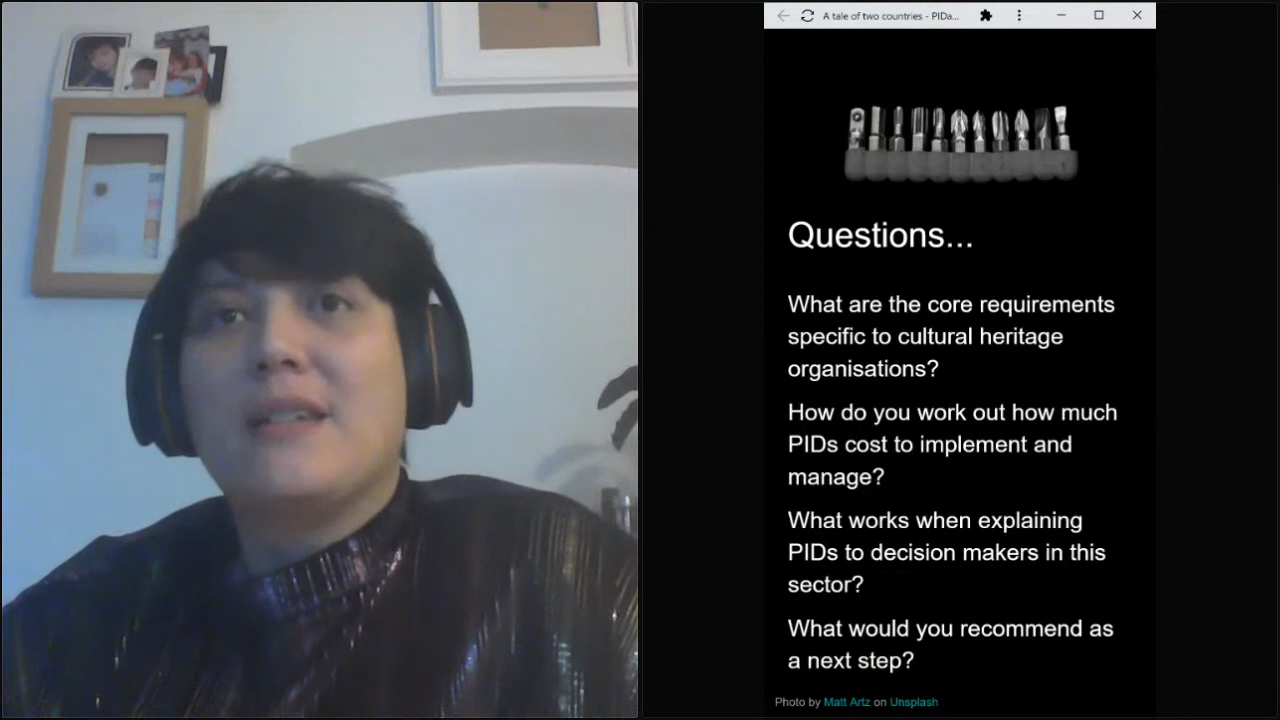 A tale of two countries - PIDa...
Questions...
What are the core requirements
specific to cultural heritage
organisations?
How do you work out how much
PIDs cost to implement and
manage?
What works when explaining
PIDs to decision makers in this
sector?
What would you recommend as
a next step?
Photo by Matt Artz on Unsplash